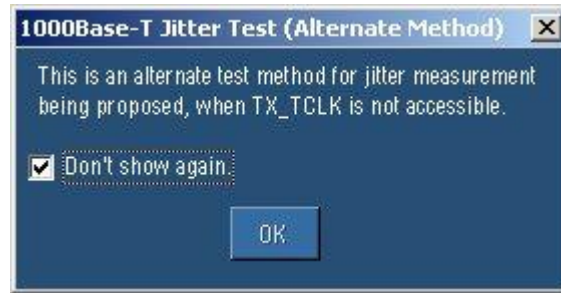 1000Base-T Jitter Test (Alternate Method)
This is an alternate test method for jitter measurement
being proposed, when TX_TCLK is not accessible.
Don't show again.
OK